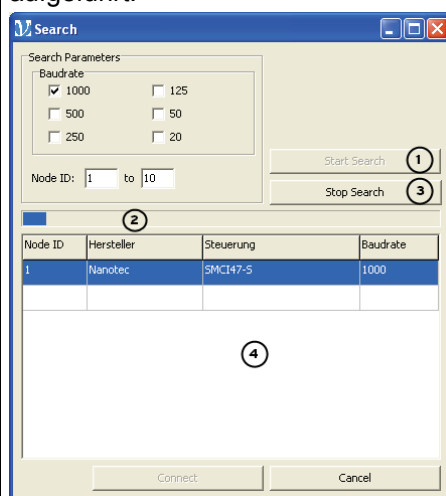 aufgeführt.
Search
Search Parameters
Baudrate
1000 125
500 50
250 20
Node ID: 1 to 10
Start Search 1
Stop Search 3
2
Node ID Hersteller Steuerung Baudrate
1 Nanotec SMCI47-S 1000
4
Connect Cancel